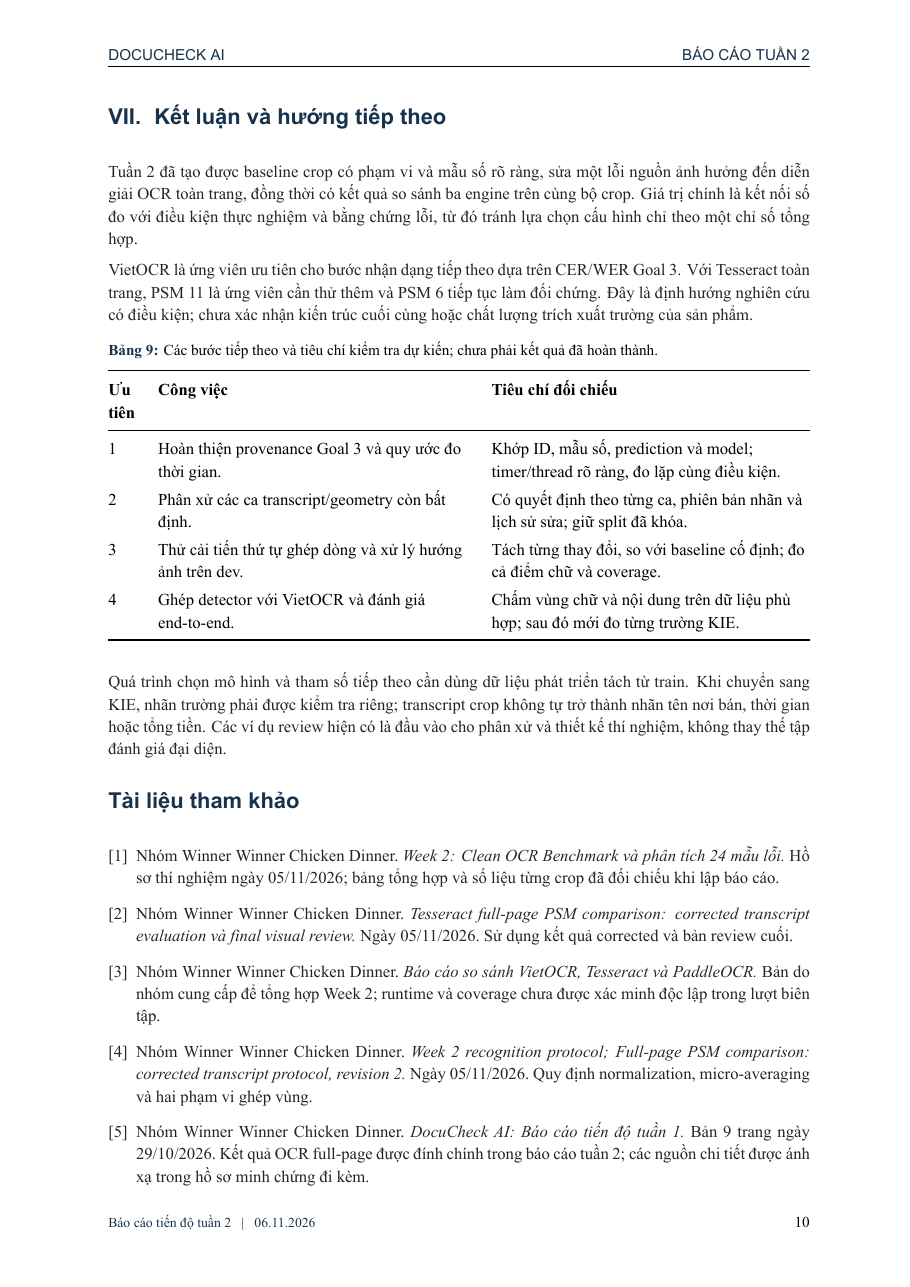 DOCUCHECK AI BÁO CÁO TUẦN 2
VII. Kết luận và hướng tiếp theo
Tuần 2 đã tạo được baseline crop có phạm vi và mẫu số rõ ràng, sửa một lỗi nguồn ảnh hưởng đến diễn
giải OCR toàn trang, đồng thời có kết quả so sánh ba engine trên cùng bộ crop. Giá trị chính là kết nối số
đo với điều kiện thực nghiệm và bằng chứng lỗi, từ đó tránh lựa chọn cấu hình chỉ theo một chỉ số tổng
hợp.
VietOCR là ứng viên ưu tiên cho bước nhận dạng tiếp theo dựa trên CER/WER Goal 3. Với Tesseract toàn
trang, PSM 11 là ứng viên cần thử thêm và PSM 6 tiếp tục làm đối chứng. Đây là định hướng nghiên cứu
có điều kiện; chưa xác nhận kiến trúc cuối cùng hoặc chất lượng trích xuất trường của sản phẩm.
Bảng 9: Các bước tiếp theo và tiêu chí kiểm tra dự kiến; chưa phải kết quả đã hoàn thành.
Ưu Công việc Tiêu chí đối chiếu
tiên
1 Hoàn thiện provenance Goal 3 và quy ước đo Khớp ID, mẫu số, prediction và model;
thời gian. timer/thread rõ ràng, đo lặp cùng điều kiện.
2 Phân xử các ca transcript/geometry còn bất Có quyết định theo từng ca, phiên bản nhãn và
định. lịch sử sửa; giữ split đã khóa.
3 Thử cải tiến thứ tự ghép dòng và xử lý hướng Tách từng thay đổi, so với baseline cố định; đo
ảnh trên dev. cả điểm chữ và coverage.
4 Ghép detector với VietOCR và đánh giá Chấm vùng chữ và nội dung trên dữ liệu phù
end-to-end. hợp; sau đó mới đo từng trường KIE.
Quá trình chọn mô hình và tham số tiếp theo cần dùng dữ liệu phát triển tách từ train. Khi chuyển sang
KIE, nhãn trường phải được kiểm tra riêng; transcript crop không tự trở thành nhãn tên nơi bán, thời gian
hoặc tổng tiền. Các ví dụ review hiện có là đầu vào cho phân xử và thiết kế thí nghiệm, không thay thế tập
đánh giá đại diện.
Tài liệu tham khảo
[1] Nhóm Winner Winner Chicken Dinner. Week 2: Clean OCR Benchmark và phân tích 24 mẫu lỗi. Hồ
sơ thí nghiệm ngày 05/11/2026; bảng tổng hợp và số liệu từng crop đã đối chiếu khi lập báo cáo.
[2] Nhóm Winner Winner Chicken Dinner. Tesseract full-page PSM comparison: corrected transcript
evaluation và final visual review. Ngày 05/11/2026. Sử dụng kết quả corrected và bản review cuối.
[3] Nhóm Winner Winner Chicken Dinner. Báo cáo so sánh VietOCR, Tesseract và PaddleOCR. Bản do
nhóm cung cấp để tổng hợp Week 2; runtime và coverage chưa được xác minh độc lập trong lượt biên
tập.
[4] Nhóm Winner Winner Chicken Dinner. Week 2 recognition protocol; Full-page PSM comparison:
corrected transcript protocol, revision 2. Ngày 05/11/2026. Quy định normalization, micro-averaging
và hai phạm vi ghép vùng.
[5] Nhóm Winner Winner Chicken Dinner. DocuCheck AI: Báo cáo tiến độ tuần 1. Bản 9 trang ngày
29/10/2026. Kết quả OCR full-page được đính chính trong báo cáo tuần 2; các nguồn chi tiết được ánh
xạ trong hồ sơ minh chứng đi kèm.
Báo cáo tiến độ tuần 2 | 06.11.2026 10